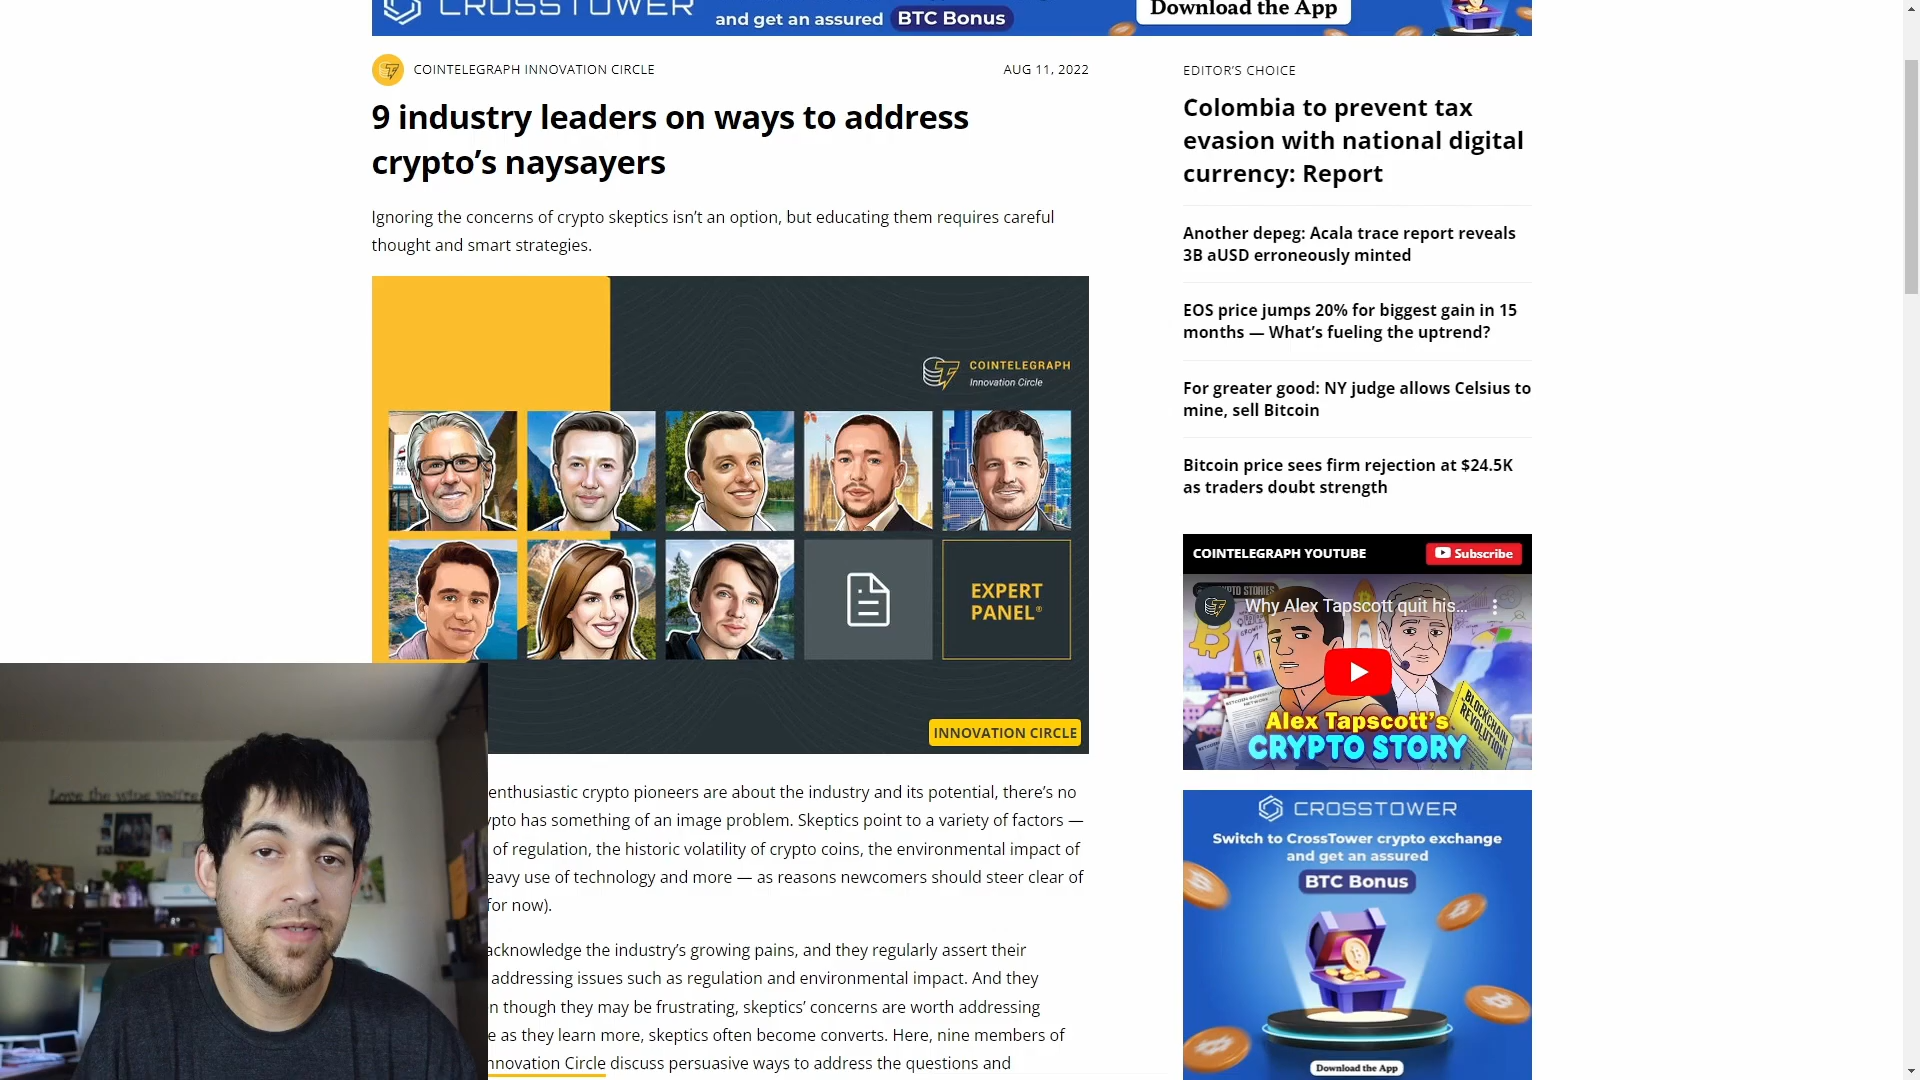 CROSSTOWER
and get an assured BTC Bonus
Download the App
COINTELEGRAPH INNOVATION CIRCLE
AUG 11, 2022
9 industry leaders on ways to address
crypto’s naysayers
Ignoring the concerns of crypto skeptics isn’t an option, but educating them requires careful
thought and smart strategies.
COINTELEGRAPH
Innovation Circle
EXPERT
PANEL®
INNOVATION CIRCLE
enthusiastic crypto pioneers are about the industry and its potential, there’s no
has something of an image problem. Skeptics point to a variety of factors —
of regulation, the historic volatility of crypto coins, the environmental impact of
use of technology and more — as reasons newcomers should steer clear of
for now).
acknowledge the industry’s growing pains, and they regularly assert their
addressing issues such as regulation and environmental impact. And they
though they may be frustrating, skeptics’ concerns are worth addressing
as they learn more, skeptics often become converts. Here, nine members of
Innovation Circle discuss persuasive ways to address the questions and
Love the wine you're
EDITOR’S CHOICE
Colombia to prevent tax
evasion with national digital
currency: Report
Another depeg: Acala trace report reveals
3B aUSD erroneously minted
EOS price jumps 20% for biggest gain in 15
months — What’s fueling the uptrend?
For greater good: NY judge allows Celsius to
mine, sell Bitcoin
Bitcoin price sees firm rejection at $24.5K
as traders doubt strength
COINTELEGRAPH YOUTUBE
Subscribe
Why Alex Tapscott quit his...
BLOCKCHAIN
REVOLUTION
Alex Tapscott’s
CRYPTO STORY
CROSSTOWER
Switch to CrossTower crypto exchange
and get an assured
BTC Bonus
Download the App